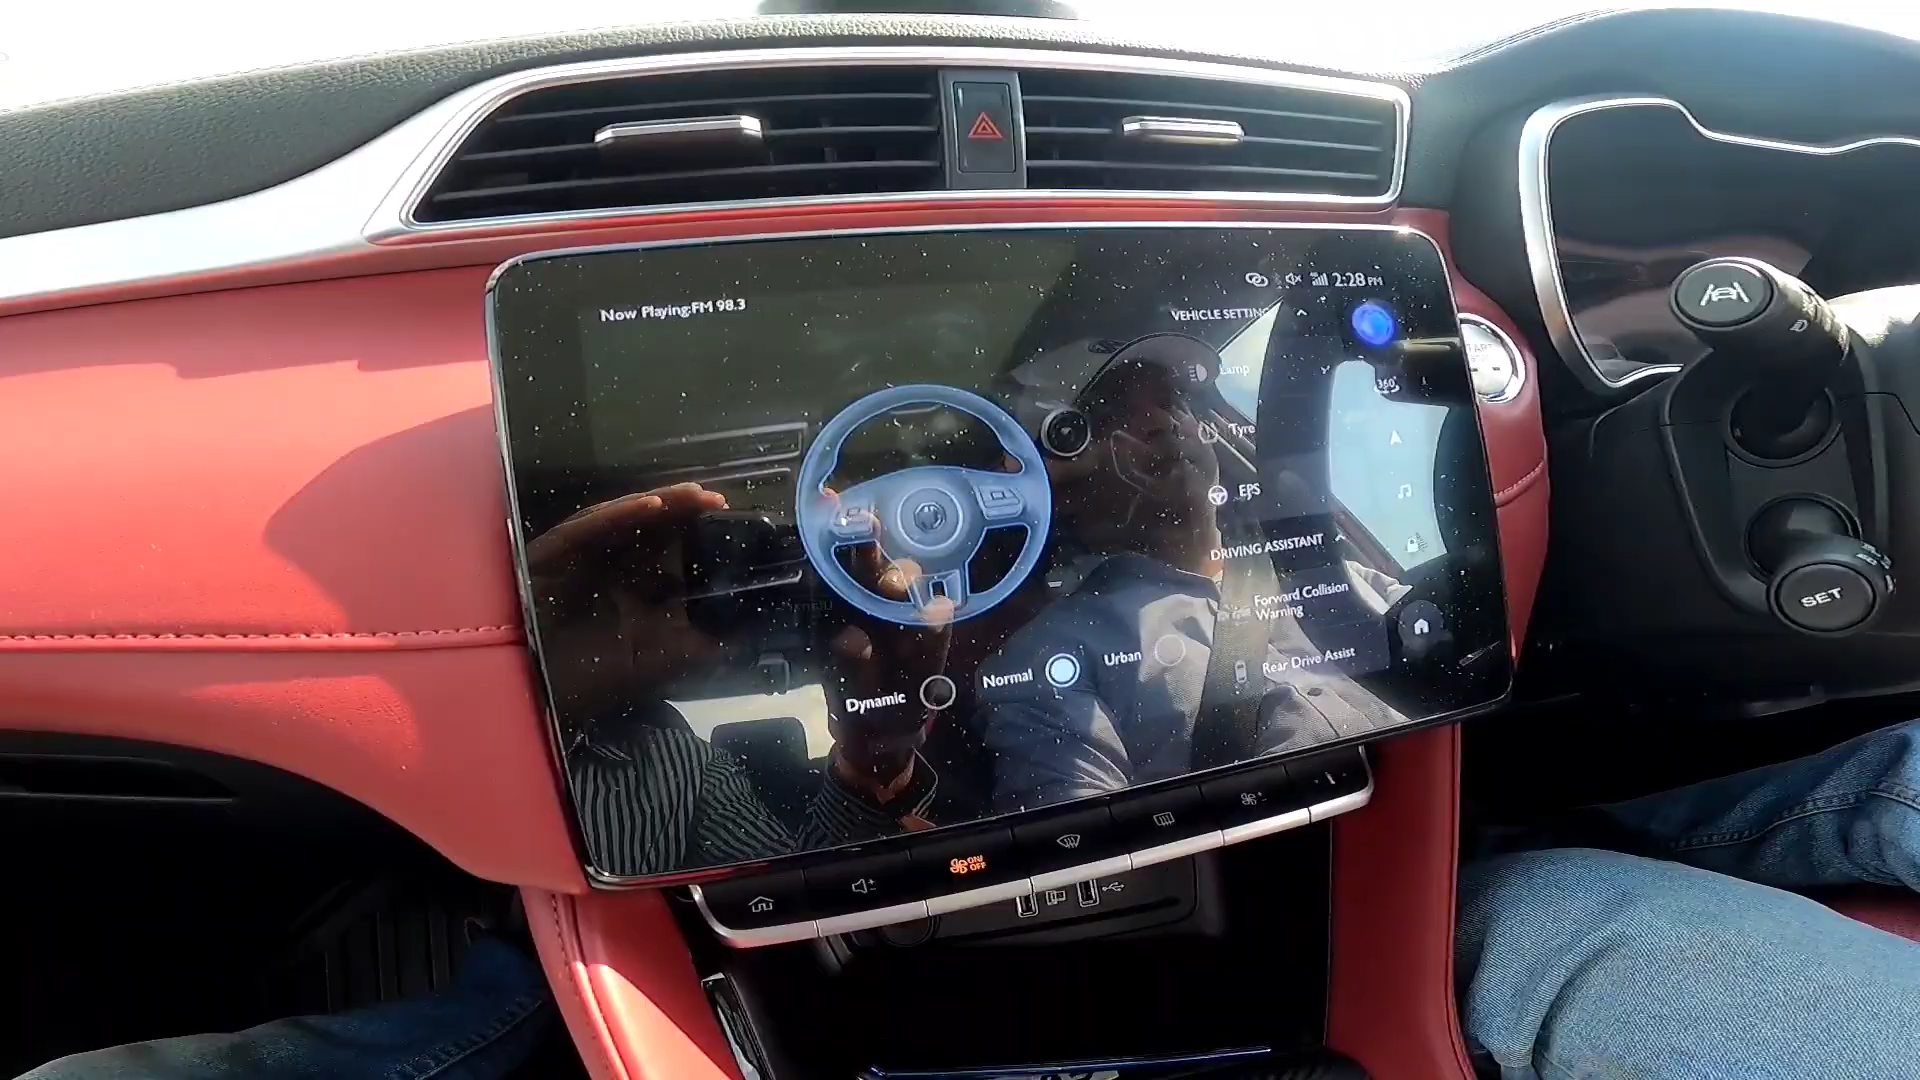 2:28 PM
Now Playing:FM 98.3
VEHICLE SETTING
Lamp
360°
Tyre
EPS
DRIVING ASSISTANT
Forward Collision
Warning
Rear Drive Assist
Urban
Normal
Dynamic
SET
ON/
OFF